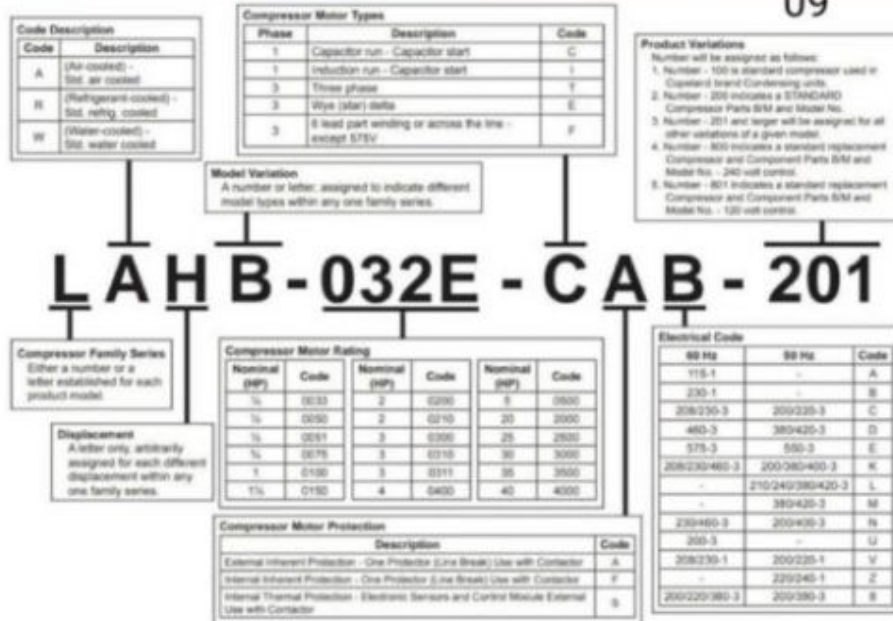 09
Code Description
Code Description
A (Air-cooled) - Std. air cooled
R (Refrigerant-cooled) - Std. refrig. cooled
W (Water-cooled) - Std. water cooled
Compressor Motor Types
Phase Description Code
1 Capacitor run - Capacitor start C
1 Induction run - Capacitor start I
3 Three phase T
3 Wye (star) delta E
3 6 lead part winding or across the line - except 575V F
Product Variations
Number will be assigned as follows:
1. Number - 100 is standard compressor used in
Copeland brand Condensing units.
2. Number - 200 indicates a STANDARD
Compressor Parts B/M and Model No.
3. Number - 201 and larger will be assigned for all
other variations of a given model.
4. Number - 800 indicates a standard replacement
Compressor and Component Parts B/M and
Model No. - 240 volt control.
5. Number - 801 indicates a standard replacement
Compressor and Component Parts B/M and
Model No. - 120 volt control.
Model Variation
A number or letter, assigned to indicate different
model types within any one family series.
LAHB-032E-CAB-201
Compressor Family Series
Either a number or a
letter established for each
product model.
Displacement
A letter only, arbitrarily
assigned for each different
displacement within any
one family series.
Compressor Motor Rating
Nominal (HP) Code Nominal (HP) Code Nominal (HP) Code
0033 2 0200 5 0500
½ 0050 2 0210 20 2000
½ 0051 3 0300 25 2500
¾ 0075 3 0310 30 3000
1 0100 3 0311 35 3500
1½ 0150 4 0400 40 4000
Compressor Motor Protection
Description Code
External Inherent Protection - One Protector (Line Break) Use with Contactor A
Internal Inherent Protection - One Protector (Line Break) Use with Contactor F
Internal Thermal Protection - Electronic Sensors and Control Module External
Use with Contactor S
Electrical Code
60 Hz 50 Hz Code
115-1 - A
230-1 - B
208/230-3 200/220-3 C
460-3 380/420-3 D
575-3 550-3 E
208/230/460-3 200/380/400-3 K
- 210/240/380/420-3 L
- 380/420-3 M
230/460-3 200/400-3 N
200-3 - U
208/230-1 200/220-1 V
- 220/240-1 Z
200/220/380-3 200/380-3 8